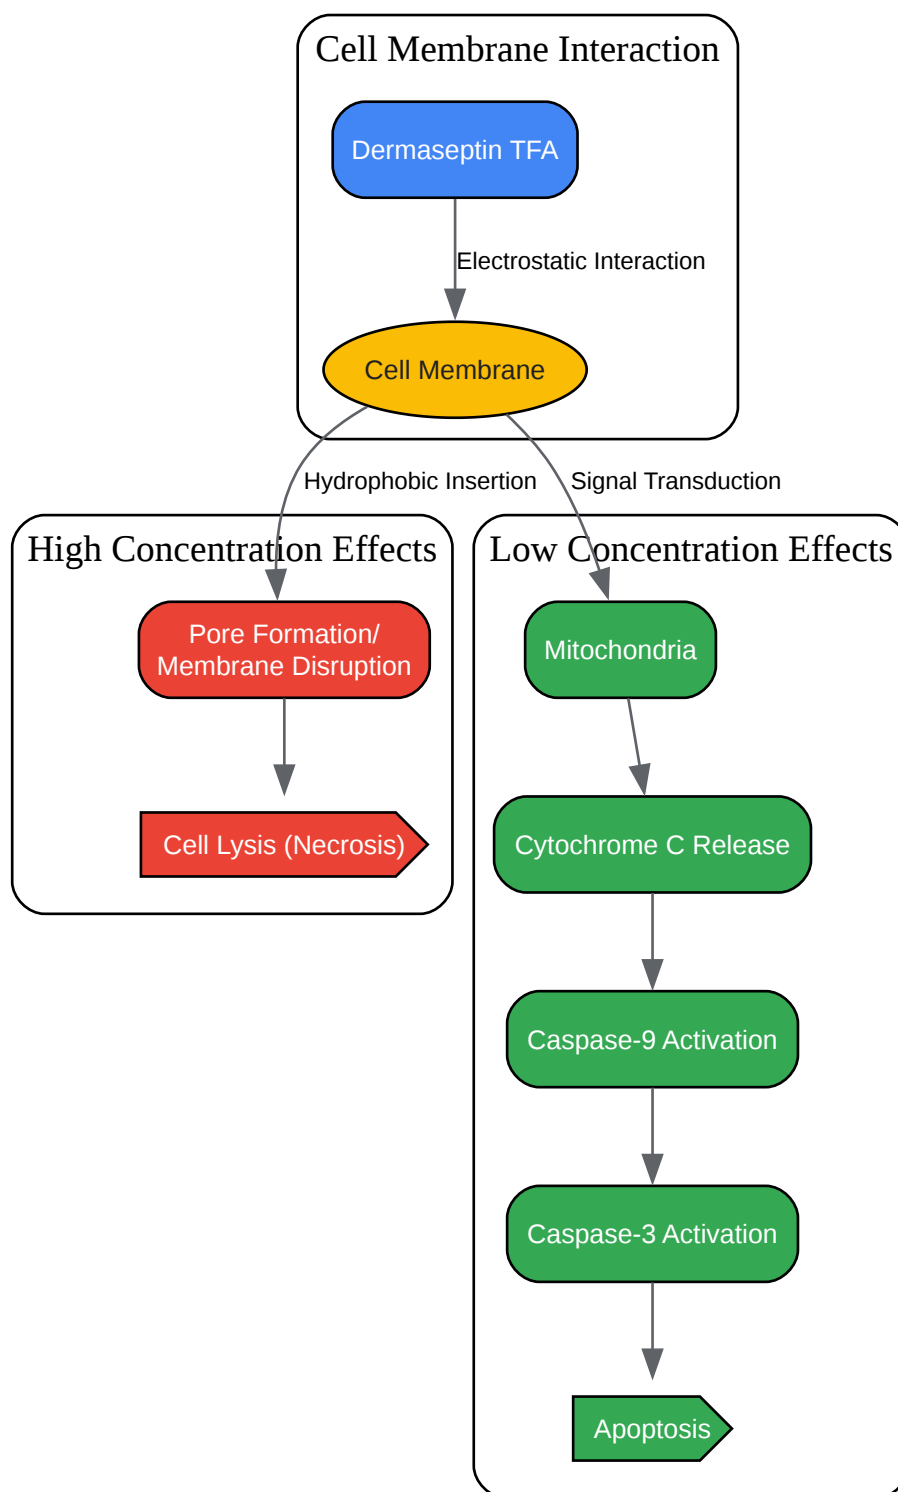 Cell Membrane Interaction
Dermaseptin TFA
Electrostatic Interaction
Cell Membrane
Hydrophobic Insertion
Signal Transduction
High Concentration Effects
Pore Formation/
Membrane Disruption
Cell Lysis (Necrosis)
Low Concentration Effects
Mitochondria
Cytochrome C Release
Caspase-9 Activation
Caspase-3 Activation
Apoptosis